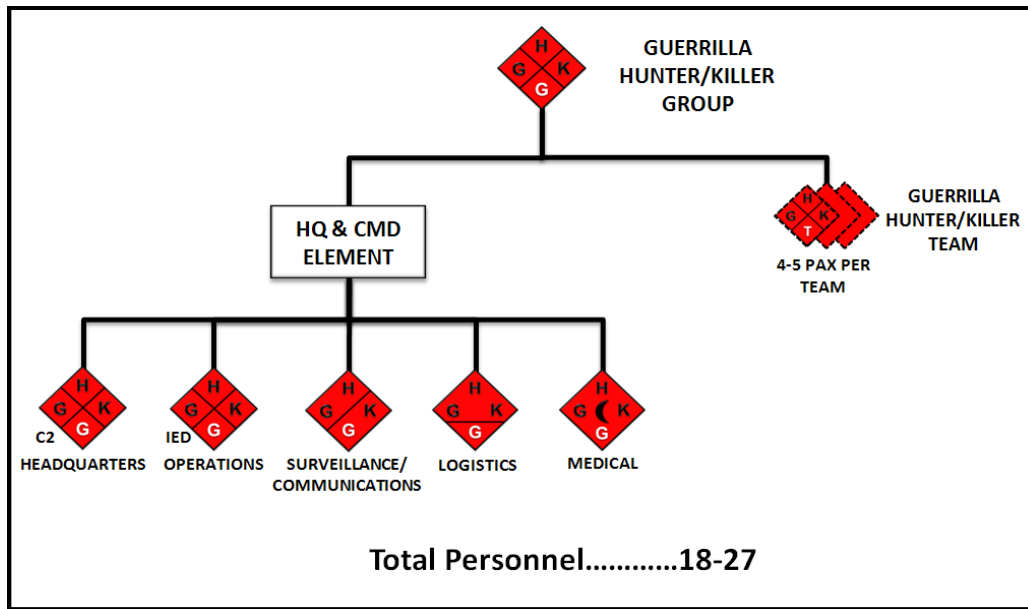 H
G K
G
GUERRILLA
HUNTER/KILLER
GROUP
HQ & CMD
ELEMENT
H
G K
T
GUERRILLA
HUNTER/KILLER
TEAM
4-5 PAX PER
TEAM
H
G K
G
C2
HEADQUARTERS
H
G K
G
IED
OPERATIONS
H
G K
G
SURVEILLANCE/
COMMUNICATIONS
H
G K
G
LOGISTICS
H
G K
G
MEDICAL
Total Personnel............18-27